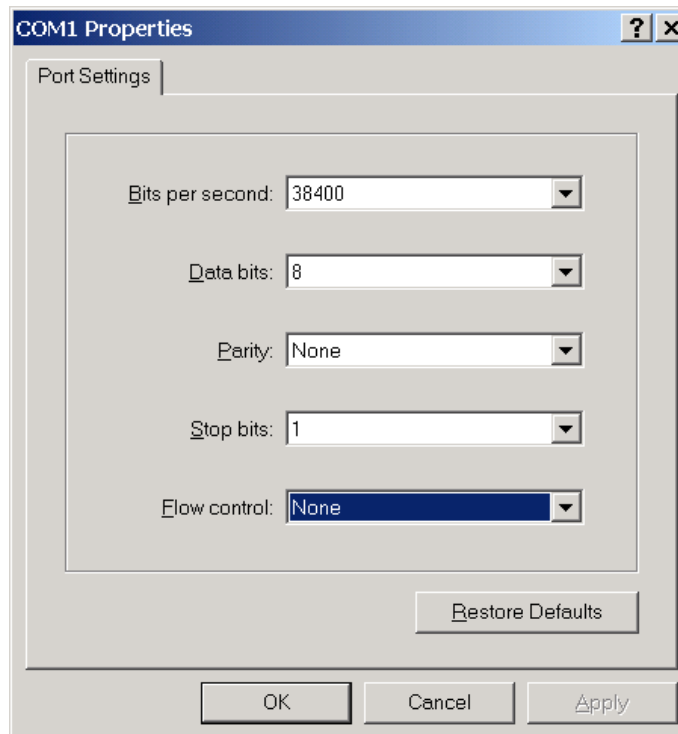 COM1 Properties
Port Settings
Bits per second: 38400
Data bits: 8
Parity: None
Stop bits: 1
Flow control: None
Restore Defaults
OK Cancel Apply